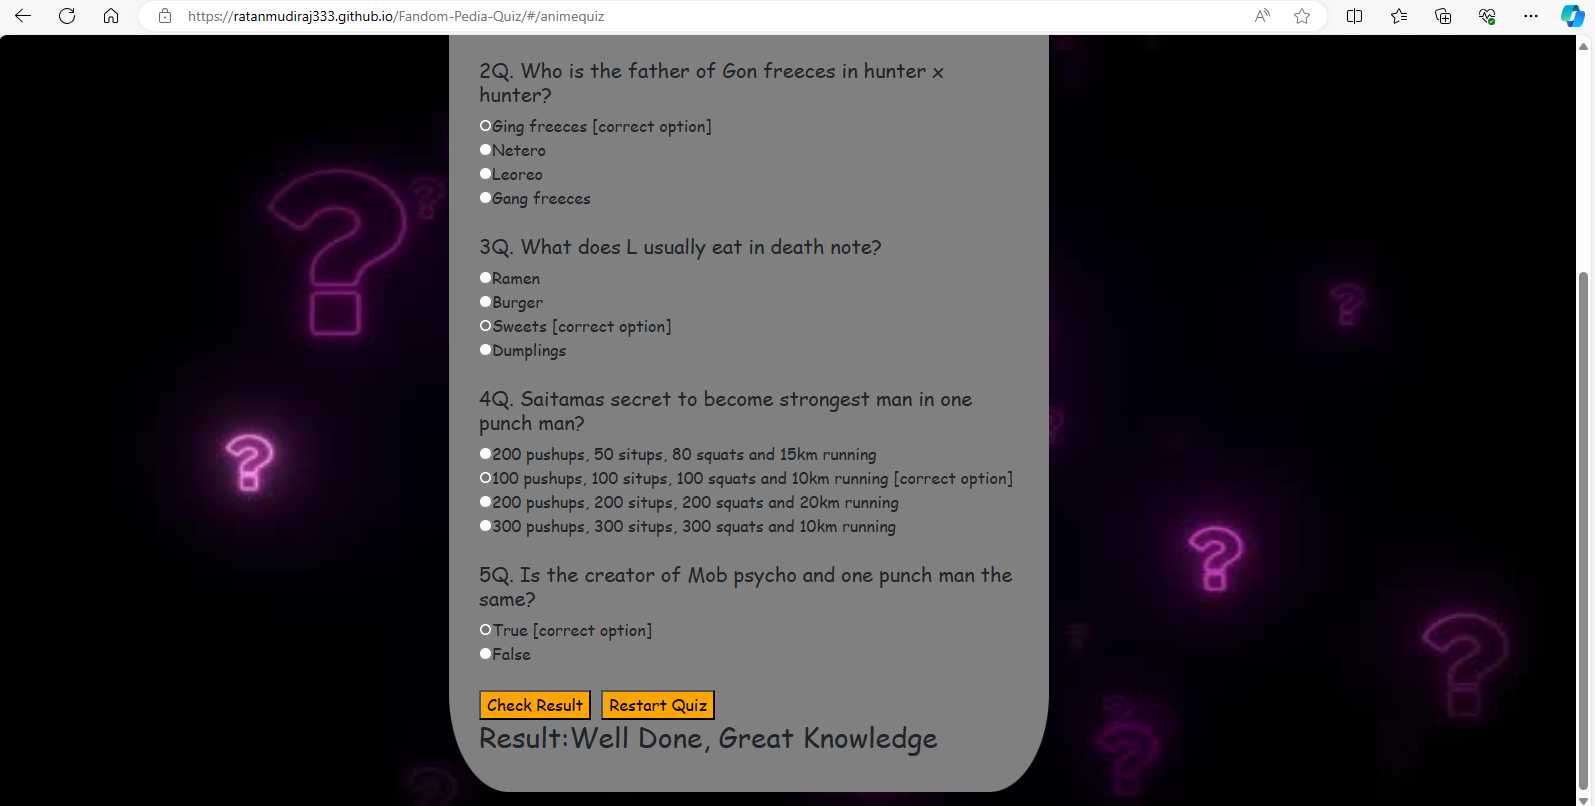 https://ratanmudiraj333.github.io/Fandom-Pedia-Quiz/#/animequiz
2Q. Who is the father of Gon freeces in hunter x
hunter?
Ging freeces [correct option]
Netero
Leoreo
Gang freeces
3Q. What does L usually eat in death note?
Ramen
Burger
Sweets [correct option]
Dumplings
4Q. Saitamas secret to become strongest man in one
punch man?
200 pushups, 50 situps, 80 squats and 15km running
100 pushups, 100 situps, 100 squats and 10km running [correct option]
200 pushups, 200 situps, 200 squats and 20km running
300 pushups, 300 situps, 300 squats and 10km running
5Q. Is the creator of Mob psycho and one punch man the
same?
True [correct option]
False
Check Result Restart Quiz
Result:Well Done, Great Knowledge